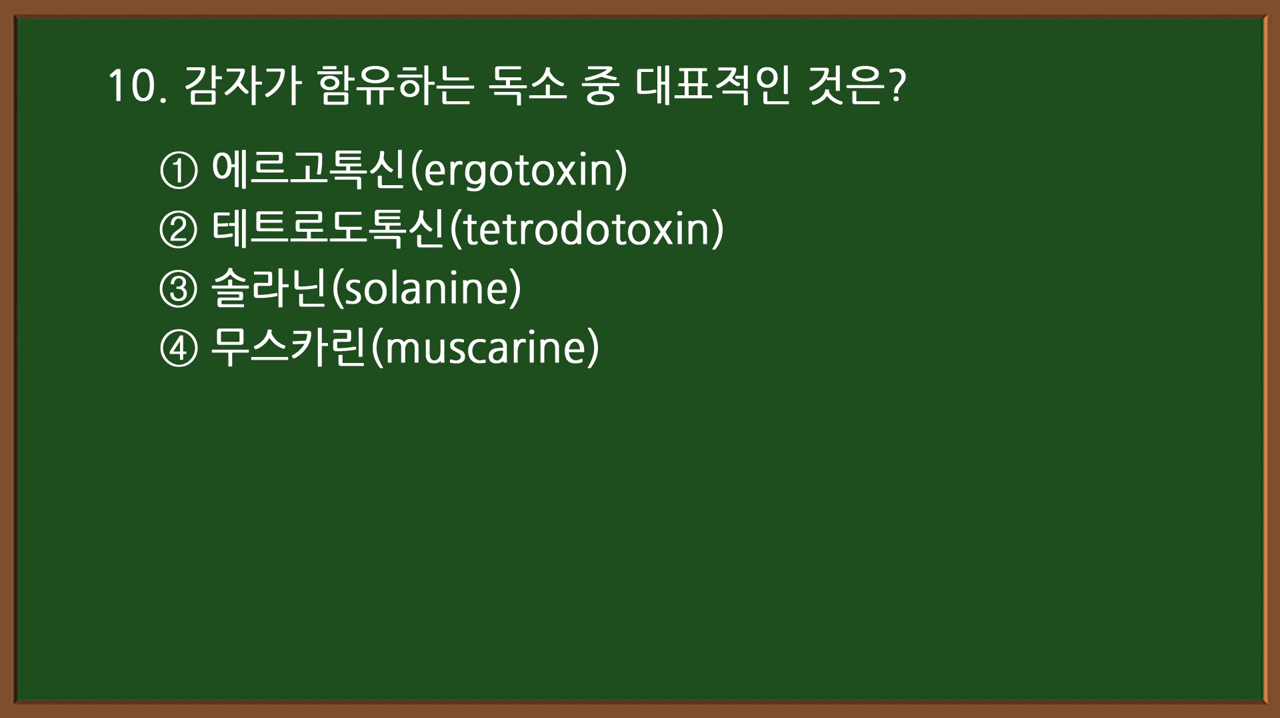 10. 감자가 함유하는 독소 중 대표적인 것은?
① 에르고톡신(ergotoxin)
② 테트로도톡신(tetrodotoxin)
③ 솔라닌(solanine)
④ 무스카린(muscarine)